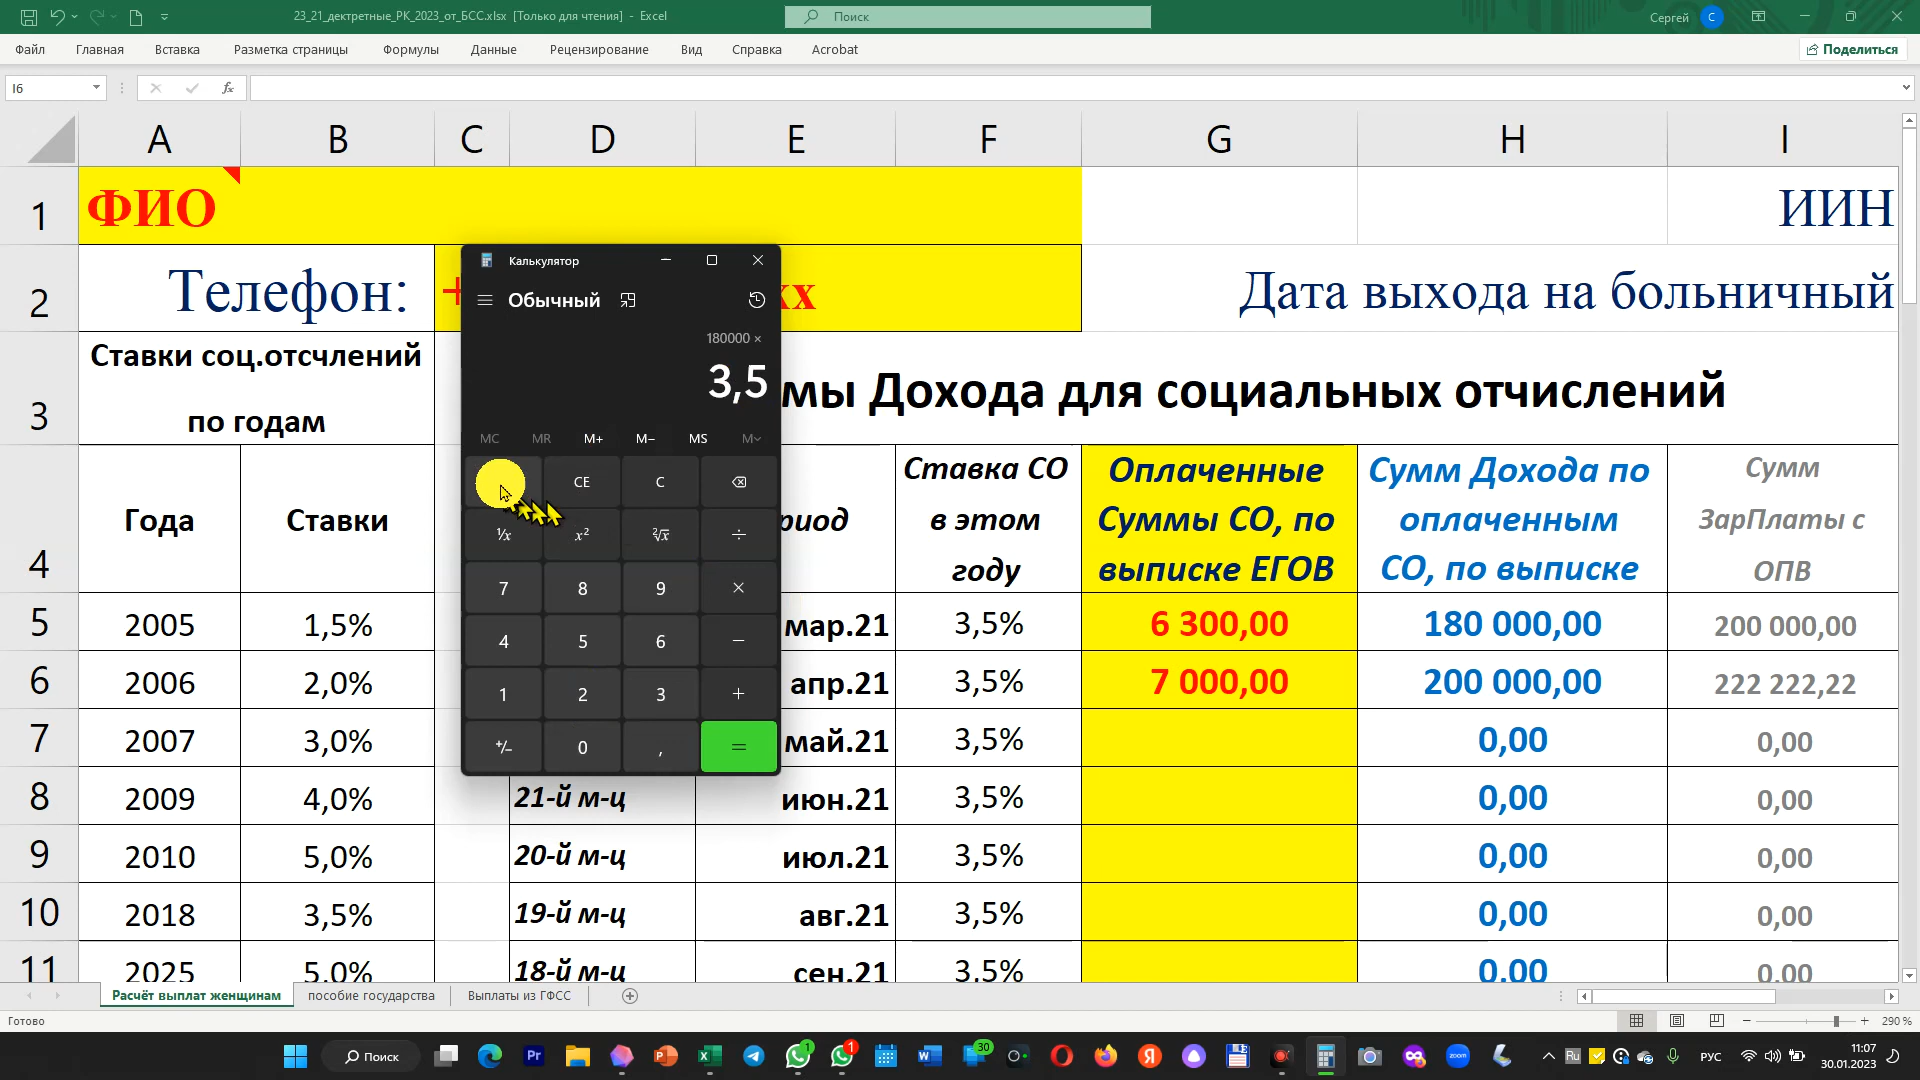 23_21_дектретные_РК_2023_от_БСС.xlsx [Только для чтения] - Excel
Поиск
Сергей
С
Файл Главная Вставка Разметка страницы Формулы Данные Рецензирование Вид Справка Acrobat
Поделиться
I6
fx
A B C D E F G H I
1 ФИО ИИН
2 Телефон: + хх Дата выхода на больничный
3 Ставки соц.отсчлений
по годам
мы Дохода для социальных отчислений
4 Года Ставки риод
Ставка СО
в этом
году
Оплаченные
Суммы СО, по
выписке ЕГОВ
Сумм Дохода по
оплаченным
СО, по выписке
Сумм
ЗарПлаты с
ОПВ
5 2005 1,5% мар.21 3,5% 6 300,00 180 000,00 200 000,00
6 2006 2,0% апр.21 3,5% 7 000,00 200 000,00 222 222,22
7 2007 3,0% май.21 3,5% 0,00 0,00
8 2009 4,0% 21-й м-ц июн.21 3,5% 0,00 0,00
9 2010 5,0% 20-й м-ц июл.21 3,5% 0,00 0,00
10 2018 3,5% 19-й м-ц авг.21 3,5% 0,00 0,00
11 2025 5,0% 18-й м-ц сен.21 3,5% 0,00 0,00
Калькулятор
Обычный
180000 ×
3,5
MC MR M+ M− MS M
CE C
¹/x x² ²√x ÷
7 8 9 ×
4 5 6 −
1 2 3 +
+/− 0 , =
Расчёт выплат женщинам пособие государства Выплаты из ГФСС
Готово
290 %
Поиск
Pr
1
1
30
zoom
Ru
РУС
11:07
30.01.2023